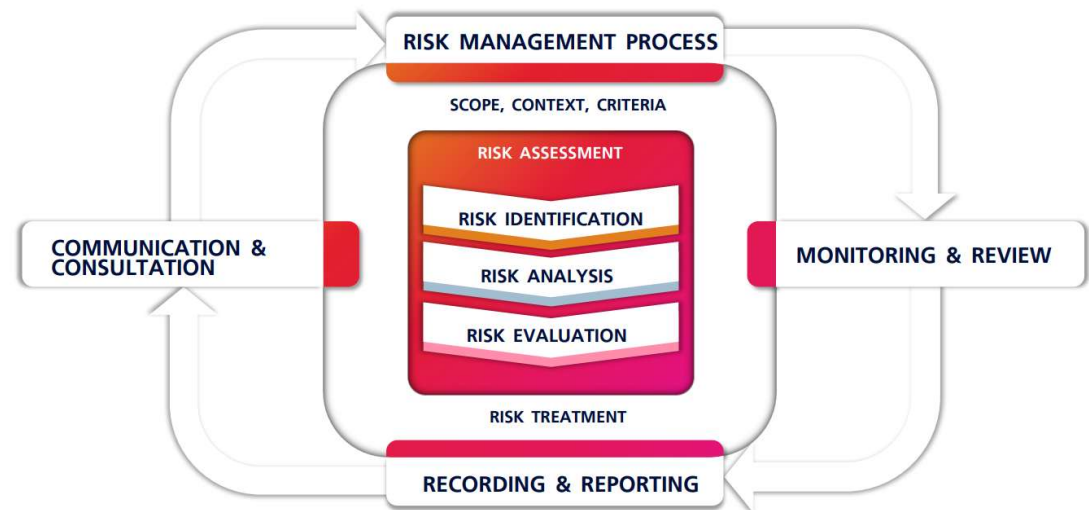 RISK MANAGEMENT PROCESS
SCOPE, CONTEXT, CRITERIA
RISK ASSESSMENT
RISK IDENTIFICATION
COMMUNICATION &
CONSULTATION
MONITORING & REVIEW
RISK ANALYSIS
RISK EVALUATION
RISK TREATMENT
RECORDING & REPORTING